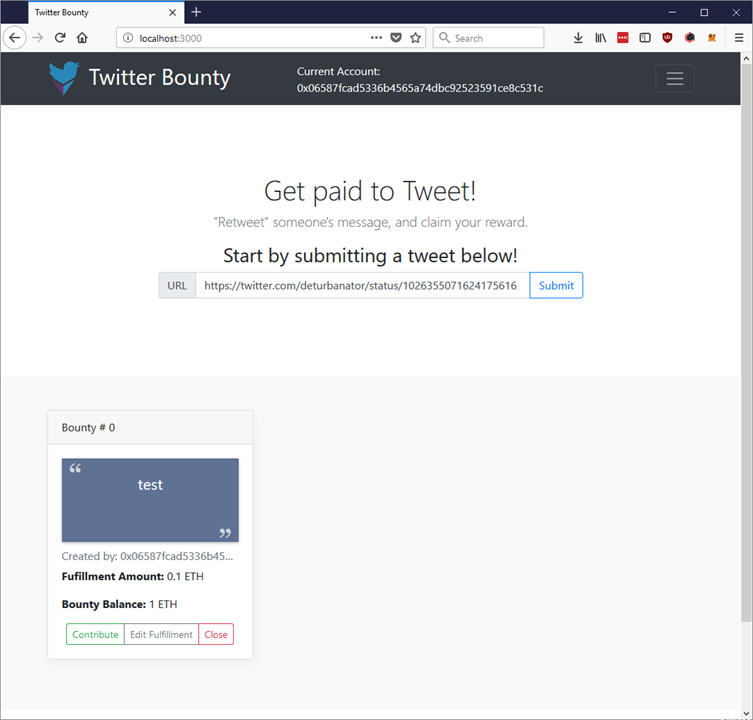 Twitter Bounty
localhost:3000
Search
Twitter Bounty
Current Account:
0x06587fcad5336b4565a74dbc92523591ce8c531c
Get paid to Tweet!
"Retweet" someone's message, and claim your reward.
Start by submitting a tweet below!
URL https://twitter.com/deturbanator/status/1026355071624175616 Submit
Bounty # 0
“
test
”
Created by: 0x06587fcad5336b45...
Fufillment Amount: 0.1 ETH
Bounty Balance: 1 ETH
Contribute Edit Fulfillment Close